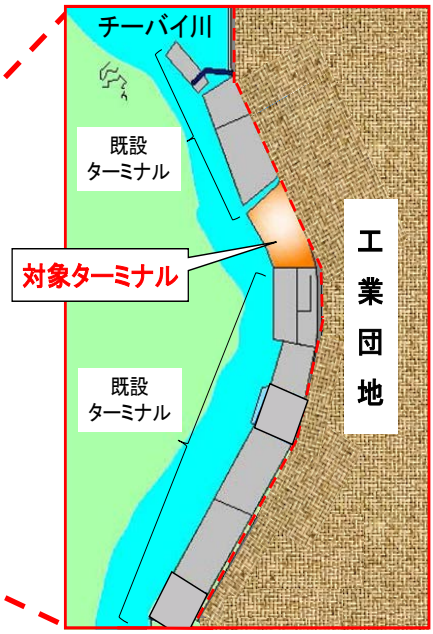 チーバイ川
既設
ターミナル
工業団地
対象ターミナル
既設
ターミナル